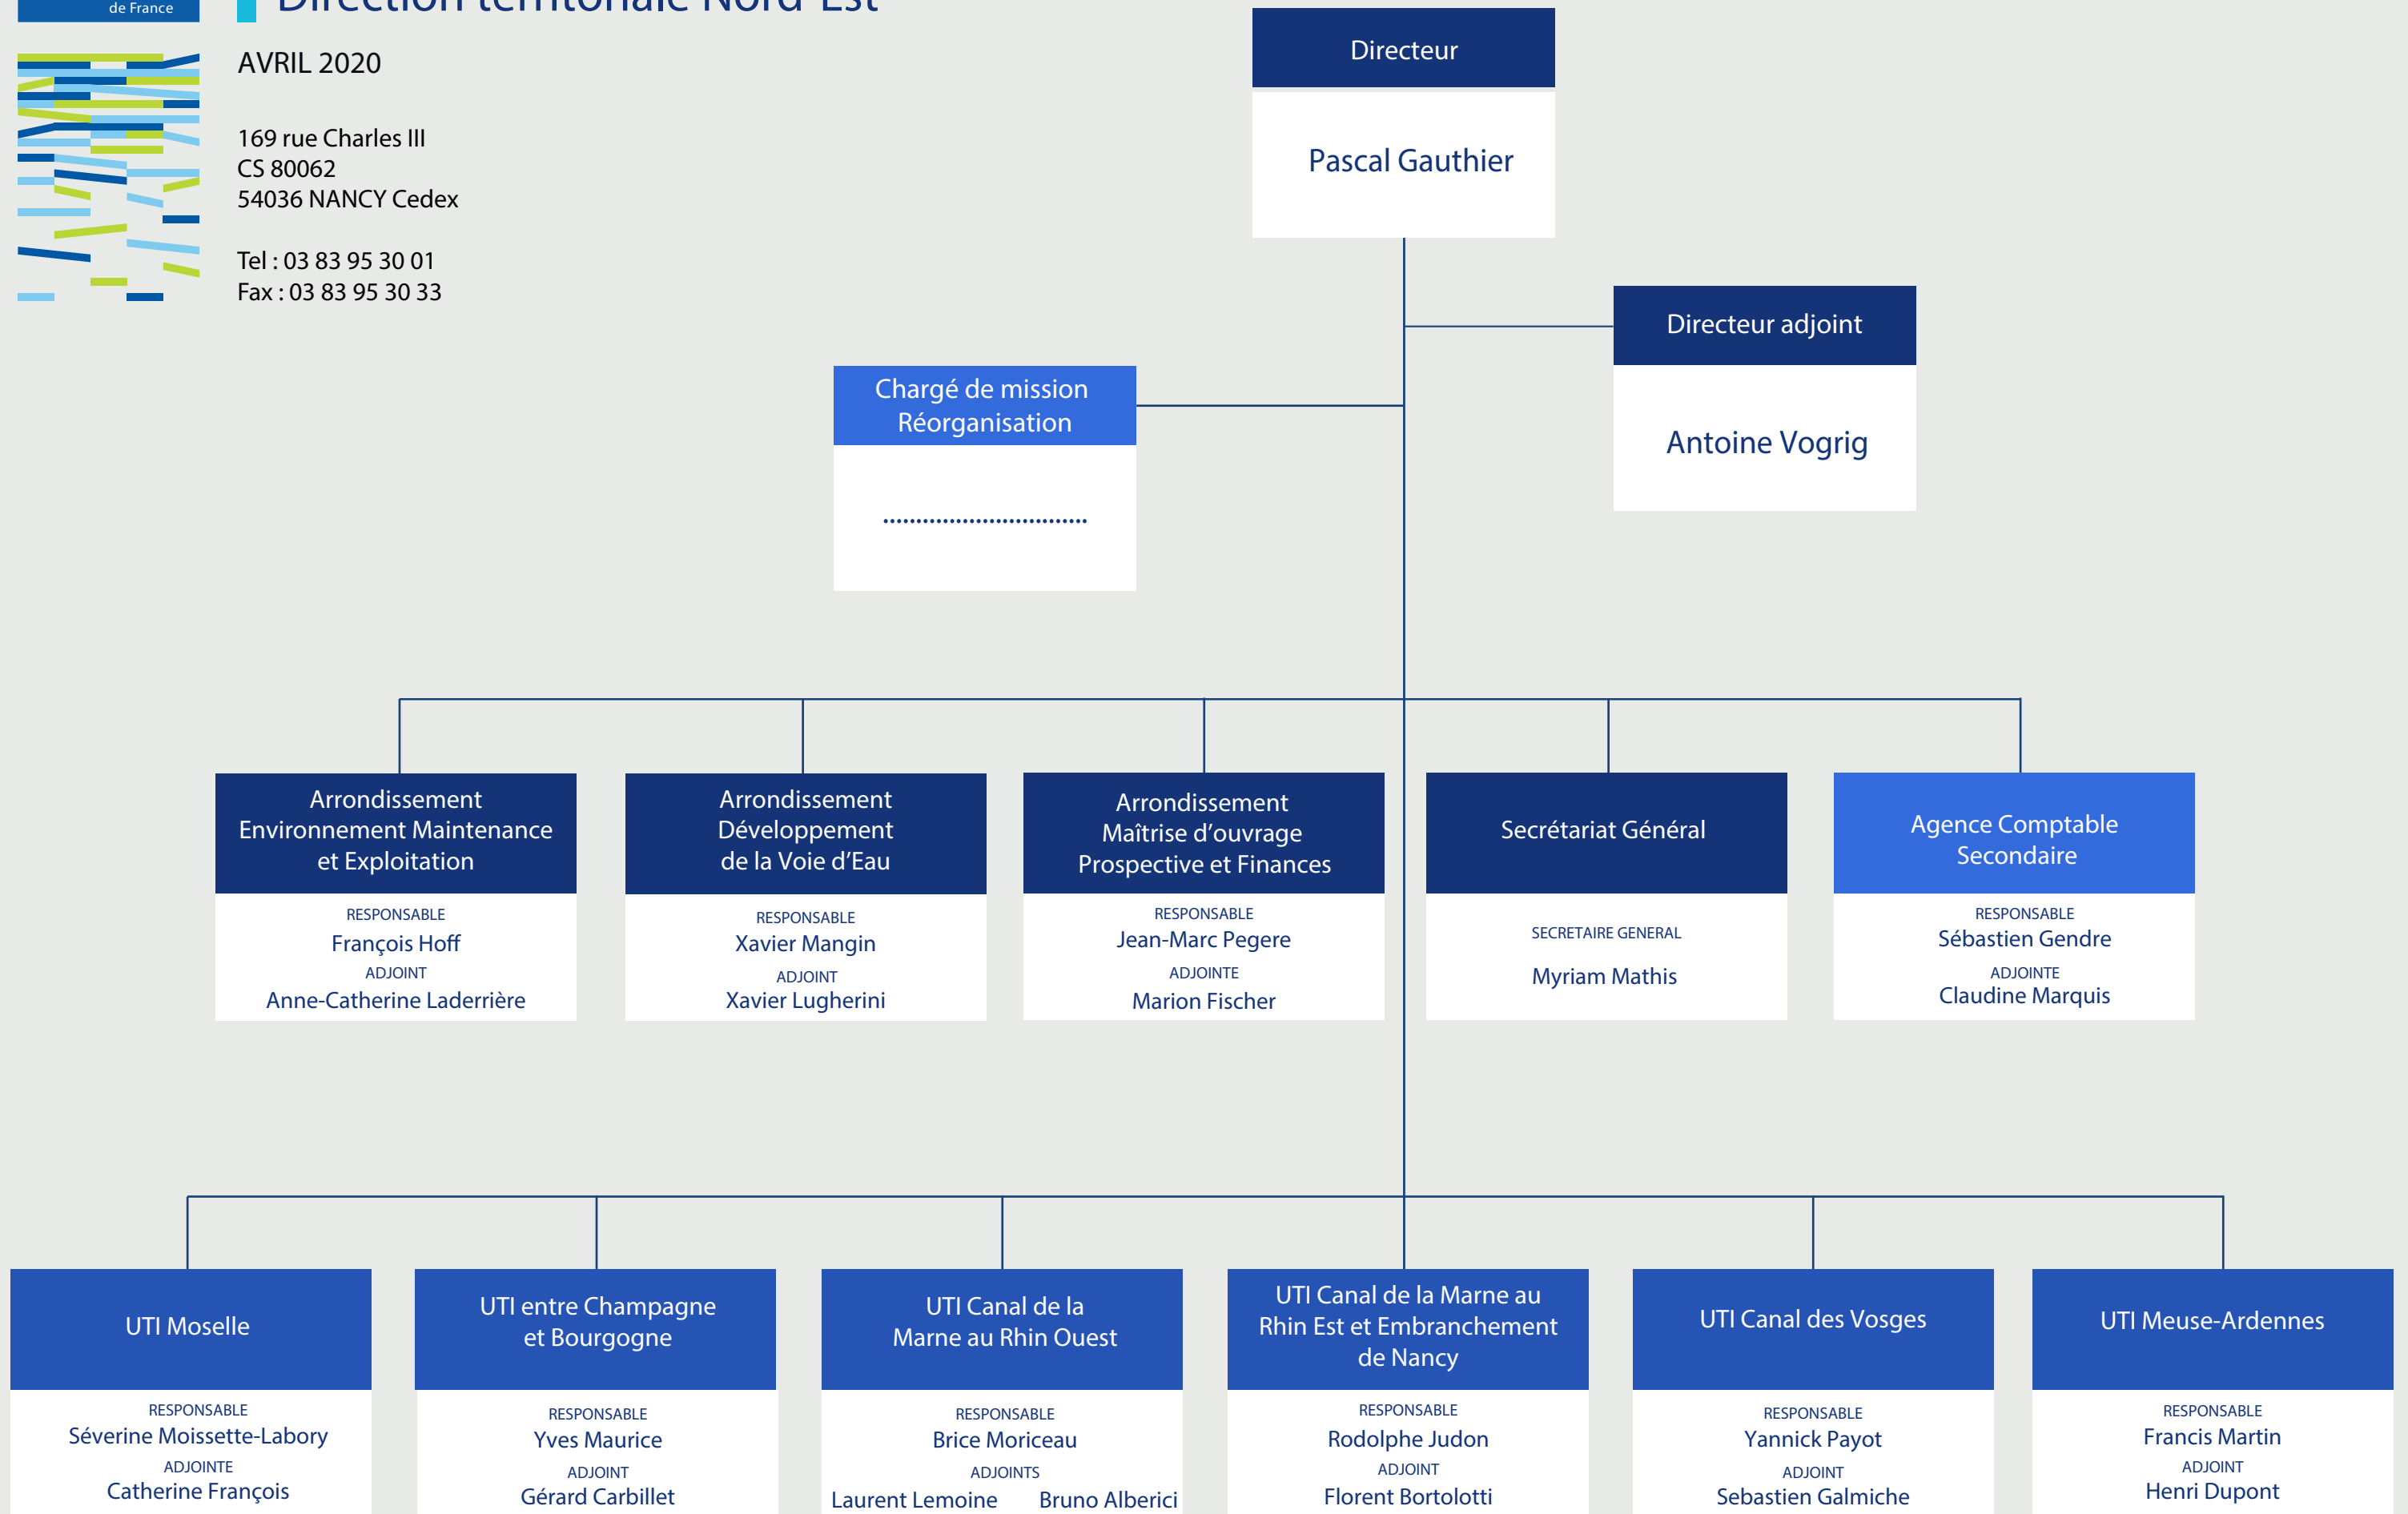 de France
Direction territoriale Nord-Est
AVRIL 2020
169 rue Charles III
CS 80062
54036 NANCY Cedex
Tel : 03 83 95 30 01
Fax : 03 83 95 30 33
Directeur
Pascal Gauthier
Directeur adjoint
Antoine Vogrig
Chargé de mission
Réorganisation
...............................
Arrondissement
Environnement Maintenance
et Exploitation
RESPONSABLE
François Hoff
ADJOINT
Anne-Catherine Laderrière
Arrondissement
Développement
de la Voie d'Eau
RESPONSABLE
Xavier Mangin
ADJOINT
Xavier Lugherini
Arrondissement
Maîtrise d'ouvrage
Prospective et Finances
RESPONSABLE
Jean-Marc Pegere
ADJOINTE
Marion Fischer
Secrétariat Général
SECRETAIRE GENERAL
Myriam Mathis
Agence Comptable
Secondaire
RESPONSABLE
Sébastien Gendre
ADJOINTE
Claudine Marquis
UTI Moselle
RESPONSABLE
Séverine Moissette-Labory
ADJOINTE
Catherine François
UTI entre Champagne
et Bourgogne
RESPONSABLE
Yves Maurice
ADJOINT
Gérard Carbillet
UTI Canal de la
Marne au Rhin Ouest
RESPONSABLE
Brice Moriceau
ADJOINTS
Laurent Lemoine Bruno Alberici
UTI Canal de la Marne au
Rhin Est et Embranchement
de Nancy
RESPONSABLE
Rodolphe Judon
ADJOINT
Florent Bortolotti
UTI Canal des Vosges
RESPONSABLE
Yannick Payot
ADJOINT
Sebastien Galmiche
UTI Meuse-Ardennes
RESPONSABLE
Francis Martin
ADJOINT
Henri Dupont